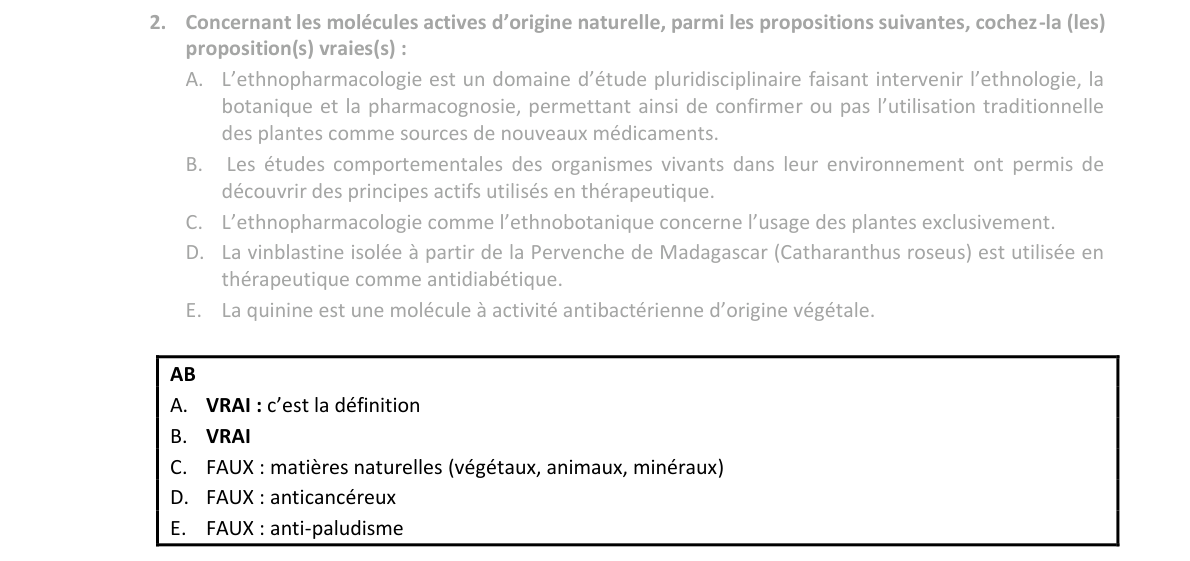 2. Concernant les molécules actives d’origine naturelle, parmi les propositions suivantes, cochez-la (les)
proposition(s) vraies(s) :
A. L’ethnopharmacologie est un domaine d’étude pluridisciplinaire faisant intervenir l’ethnologie, la
botanique et la pharmacognosie, permettant ainsi de confirmer ou pas l’utilisation traditionnelle
des plantes comme sources de nouveaux médicaments.
B. Les études comportementales des organismes vivants dans leur environnement ont permis de
découvrir des principes actifs utilisés en thérapeutique.
C. L’ethnopharmacologie comme l’ethnobotanique concerne l’usage des plantes exclusivement.
D. La vinblastine isolée à partir de la Pervenche de Madagascar (Catharanthus roseus) est utilisée en
thérapeutique comme antidiabétique.
E. La quinine est une molécule à activité antibactérienne d’origine végétale.
AB
A. VRAI : c’est la définition
B. VRAI
C. FAUX : matières naturelles (végétaux, animaux, minéraux)
D. FAUX : anticancéreux
E. FAUX : anti-paludisme